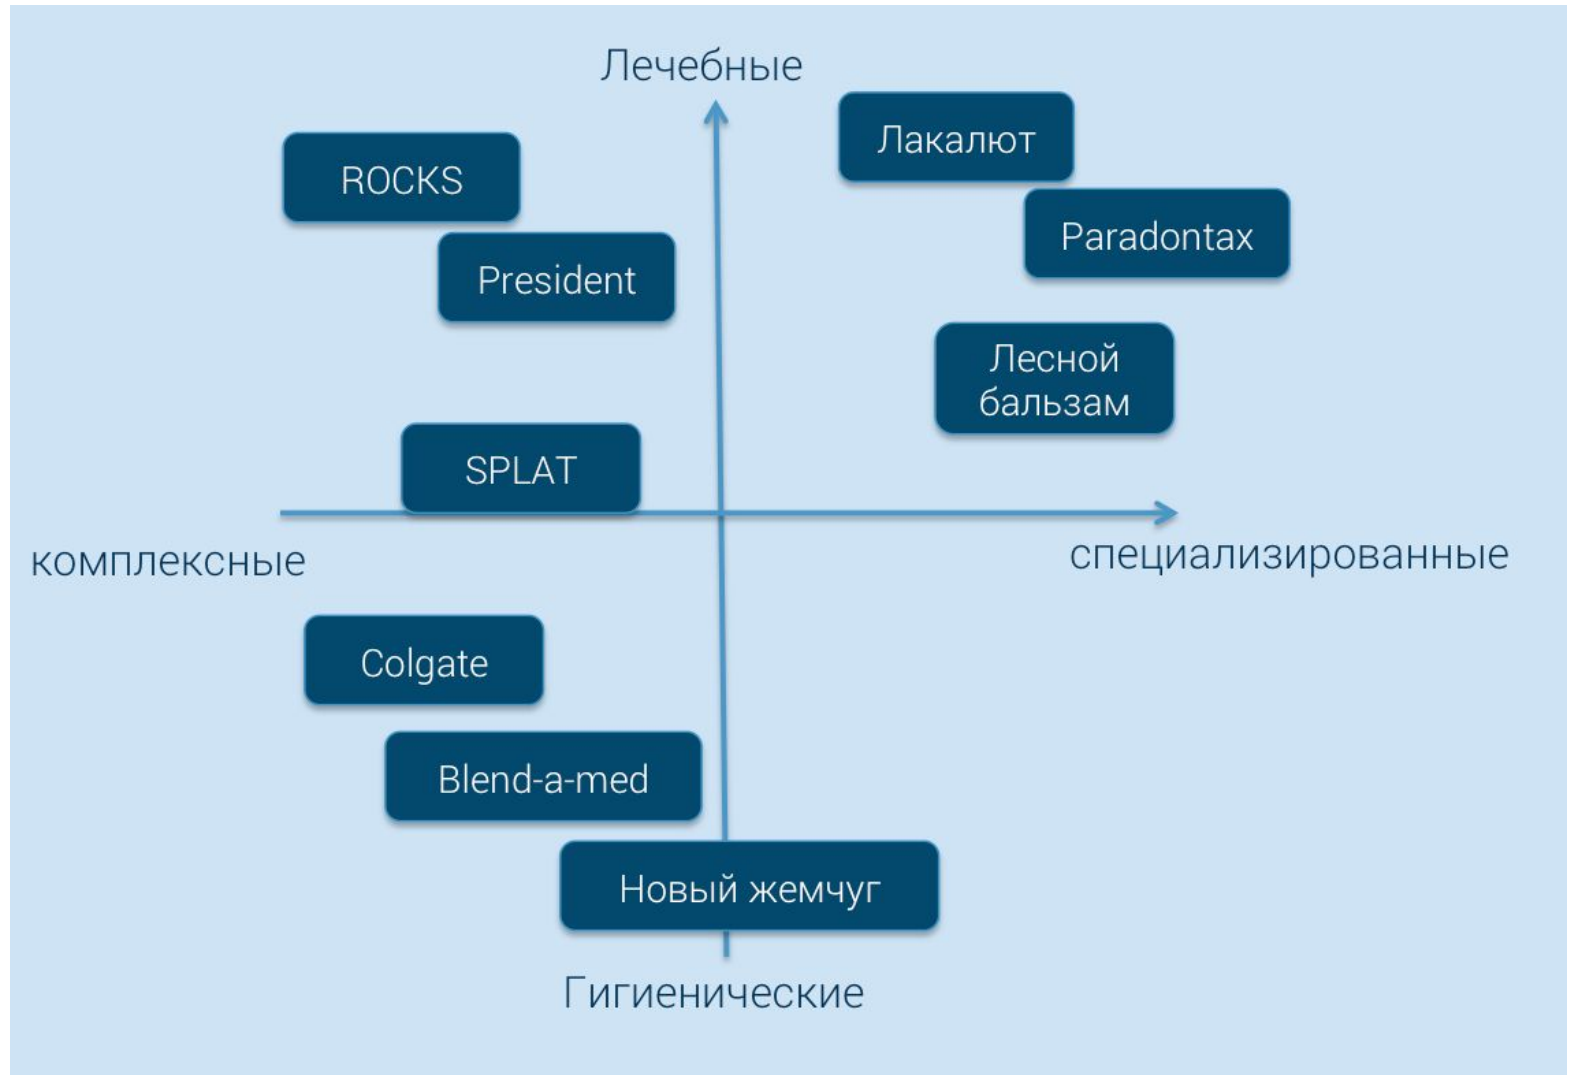 Лечебные
Лакалют
ROCKS
Paradontax
President
Лесной
бальзам
SPLAT
комплексные
специализированные
Colgate
Blend-a-med
Новый жемчуг
Гигиенические